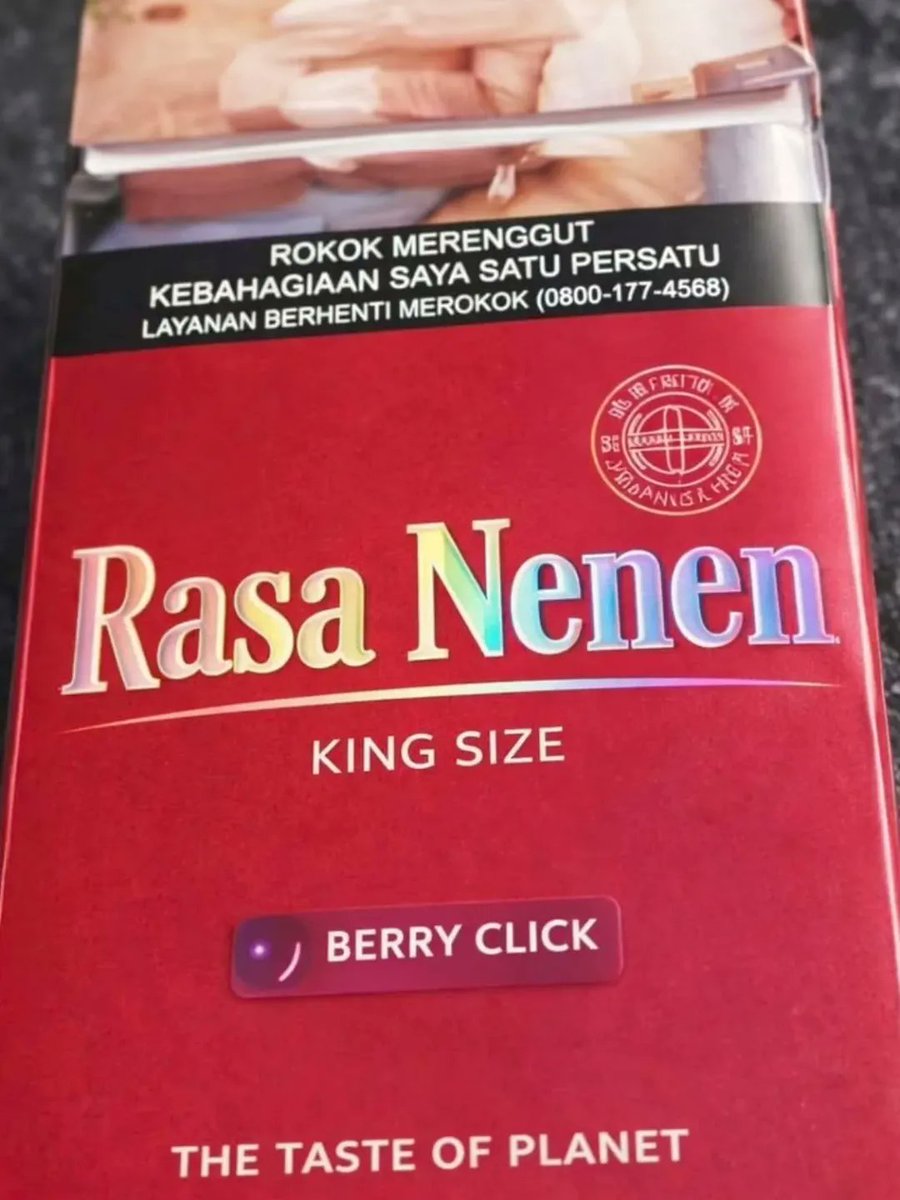 ROKOK MERENGGUT
KEBAHAGIAAN SAYA SATU PERSATU
LAYANAN BERHENTI MEROKOK (0800-177-4568)
Rasa Nenen
KING SIZE
BERRY CLICK
THE TASTE OF PLANET